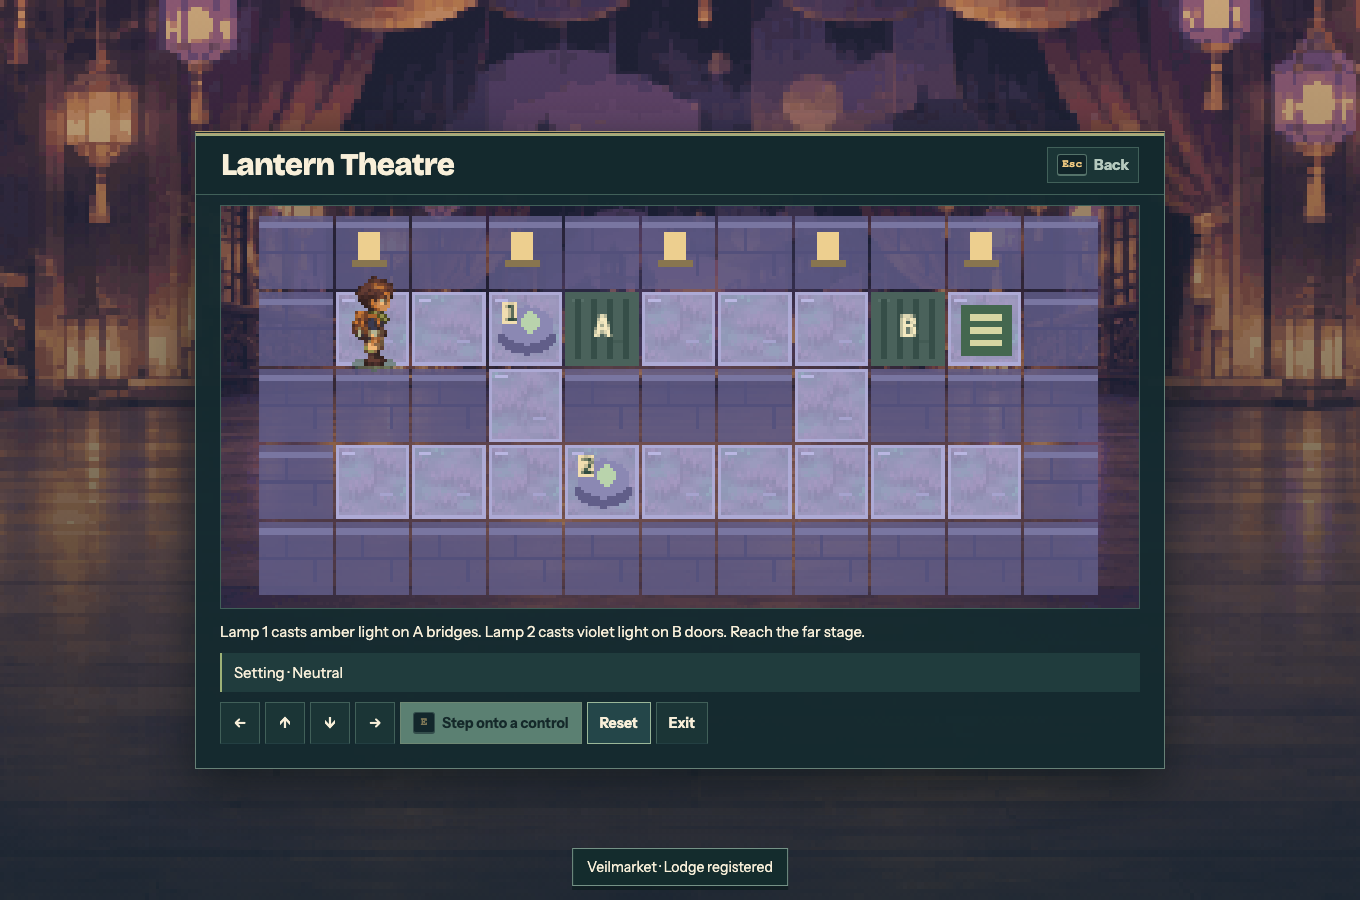 Lantern Theatre
Esc Back
1
A
B
2
Lamp 1 casts amber light on A bridges. Lamp 2 casts violet light on B doors. Reach the far stage.
Setting · Neutral
← ↑ ↓ → E Step onto a control Reset Exit
Veilmarket · Lodge registered